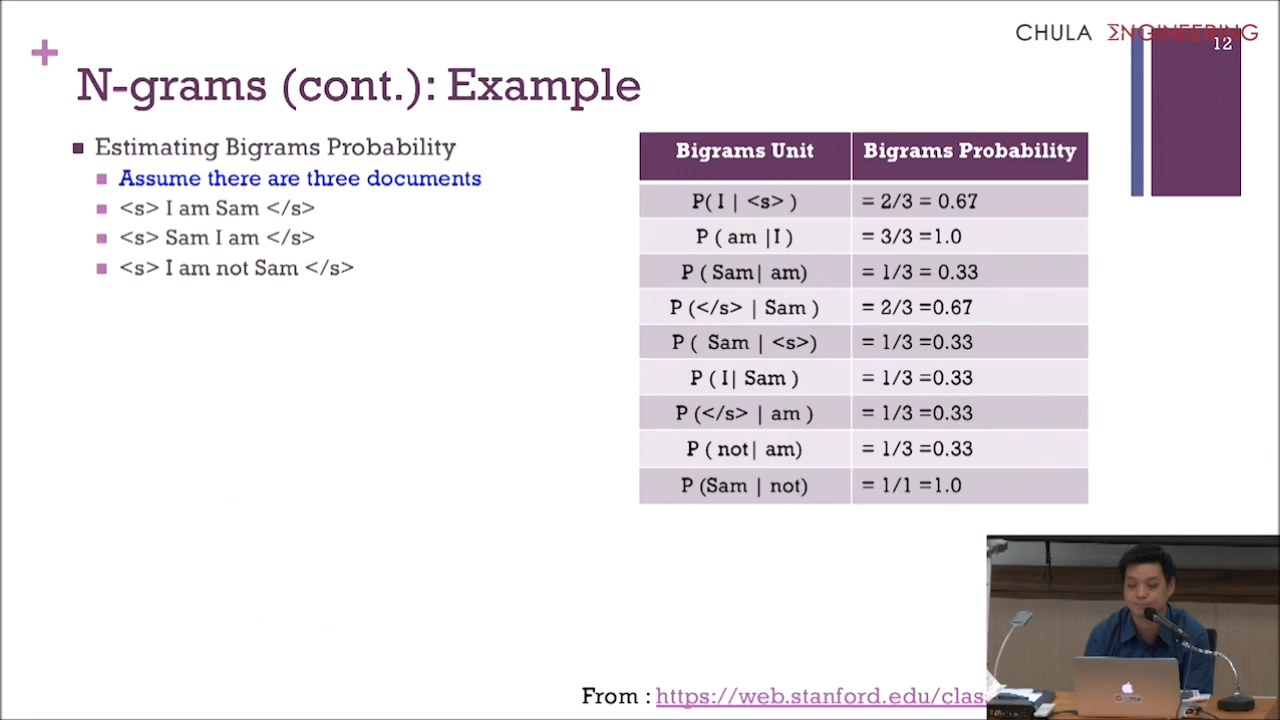 CHULA ΣNGINEERING
12
N-grams (cont.): Example
Estimating Bigrams Probability
Assume there are three documents
<s> I am Sam </s>
<s> Sam I am </s>
<s> I am not Sam </s>
Bigrams Unit Bigrams Probability
P( I | <s> ) = 2/3 = 0.67
P ( am |I ) = 3/3 =1.0
P ( Sam| am) = 1/3 = 0.33
P (</s> | Sam ) = 2/3 =0.67
P ( Sam | <s>) = 1/3 =0.33
P ( I| Sam ) = 1/3 =0.33
P (</s> | am ) = 1/3 =0.33
P ( not| am) = 1/3 =0.33
P (Sam | not) = 1/1 =1.0
From : https://web.stanford.edu/clas